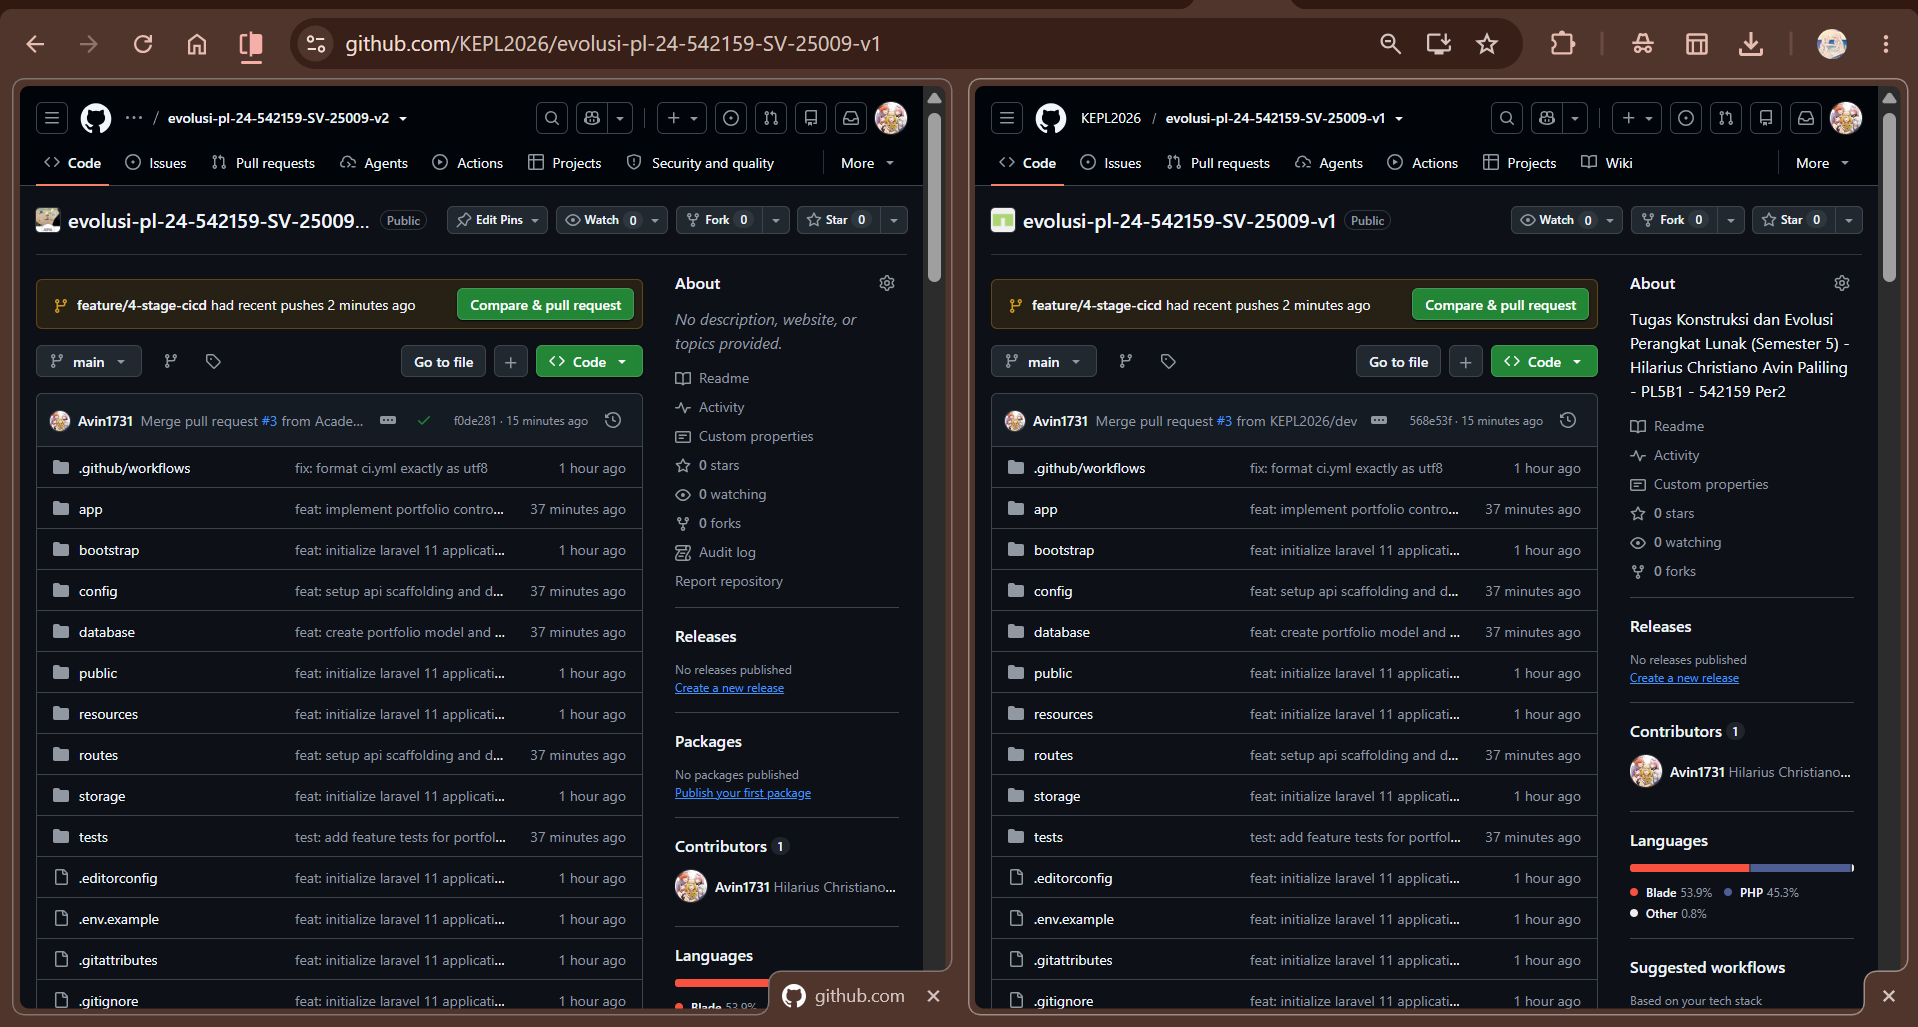 github.com/KEPL2026/evolusi-pl-24-542159-SV-25009-v1
... / evolusi-pl-24-542159-SV-25009-v2
Code Issues Pull requests Agents Actions Projects Security and quality More
evolusi-pl-24-542159-SV-25009... Public Edit Pins Watch 0 Fork 0 Star 0
feature/4-stage-cicd had recent pushes 2 minutes ago Compare & pull request
main Go to file Code
Avin1731 Merge pull request #3 from Acade... f0de281 · 15 minutes ago
.github/workflows fix: format ci.yml exactly as utf8 1 hour ago
app feat: implement portfolio contro... 37 minutes ago
bootstrap feat: initialize laravel 11 applicati... 1 hour ago
config feat: setup api scaffolding and d... 37 minutes ago
database feat: create portfolio model and ... 37 minutes ago
public feat: initialize laravel 11 applicati... 1 hour ago
resources feat: initialize laravel 11 applicati... 1 hour ago
routes feat: setup api scaffolding and d... 37 minutes ago
storage feat: initialize laravel 11 applicati... 1 hour ago
tests test: add feature tests for portfol... 37 minutes ago
.editorconfig feat: initialize laravel 11 applicati... 1 hour ago
.env.example feat: initialize laravel 11 applicati... 1 hour ago
.gitattributes feat: initialize laravel 11 applicati... 1 hour ago
.gitignore feat: initialize laravel 11 applicati... 1 hour ago
About
No description, website, or
topics provided.
Readme
Activity
Custom properties
0 stars
0 watching
0 forks
Audit log
Report repository
Releases
No releases published
Create a new release
Packages
No packages published
Publish your first package
Contributors 1
Avin1731 Hilarius Christiano...
Languages
Blade 53.9%
github.com
KEPL2026 / evolusi-pl-24-542159-SV-25009-v1
Code Issues Pull requests Agents Actions Projects Wiki More
evolusi-pl-24-542159-SV-25009-v1 Public Watch 0 Fork 0 Star 0
feature/4-stage-cicd had recent pushes 2 minutes ago Compare & pull request
main Go to file Code
Avin1731 Merge pull request #3 from KEPL2026/dev 568e53f · 15 minutes ago
.github/workflows fix: format ci.yml exactly as utf8 1 hour ago
app feat: implement portfolio contro... 37 minutes ago
bootstrap feat: initialize laravel 11 applicati... 1 hour ago
config feat: setup api scaffolding and d... 37 minutes ago
database feat: create portfolio model and ... 37 minutes ago
public feat: initialize laravel 11 applicati... 1 hour ago
resources feat: initialize laravel 11 applicati... 1 hour ago
routes feat: setup api scaffolding and d... 37 minutes ago
storage feat: initialize laravel 11 applicati... 1 hour ago
tests test: add feature tests for portfol... 37 minutes ago
.editorconfig feat: initialize laravel 11 applicati... 1 hour ago
.env.example feat: initialize laravel 11 applicati... 1 hour ago
.gitattributes feat: initialize laravel 11 applicati... 1 hour ago
.gitignore feat: initialize laravel 11 applicati... 1 hour ago
About
Tugas Konstruksi dan Evolusi
Perangkat Lunak (Semester 5) -
Hilarius Christiano Avin Paliling
- PL5B1 - 542159 Per2
Readme
Activity
Custom properties
0 stars
0 watching
0 forks
Releases
No releases published
Create a new release
Contributors 1
Avin1731 Hilarius Christiano...
Languages
Blade 53.9% PHP 45.3%
Other 0.8%
Suggested workflows
Based on your tech stack